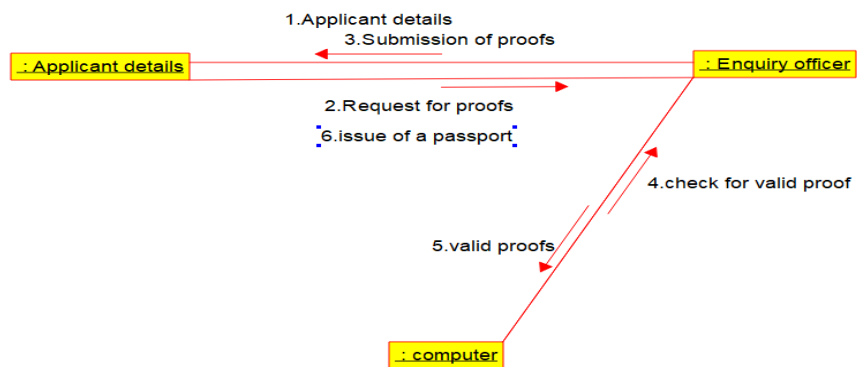 1.Applicant details
3.Submission of proofs
: Applicant details
: Enquiry officer
2.Request for proofs
6.issue of a passport
4.check for valid proof
5.valid proofs
: computer